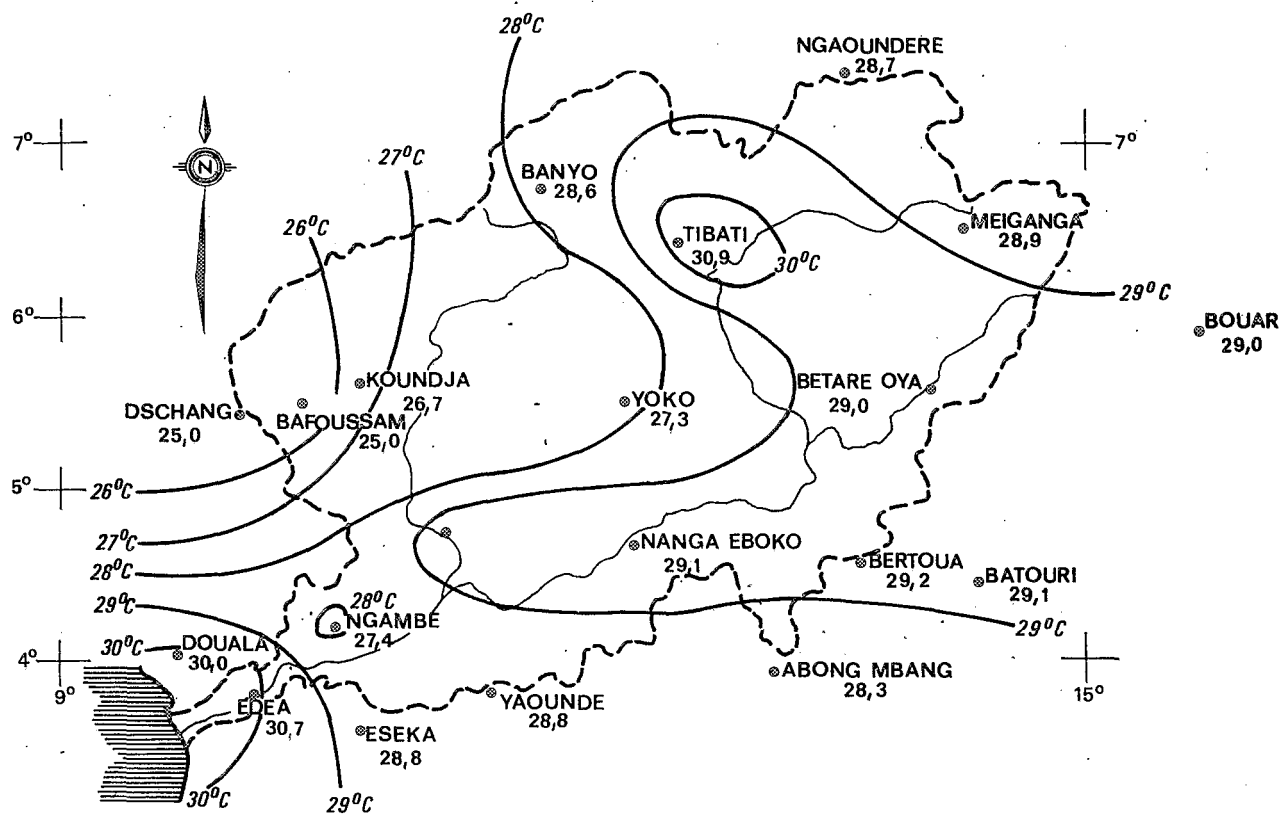 28°C
NGAOUNDERE
28,7
7°
7°
N
27°C
BANYO
28,6
26°C
MEIGANGA
28,9
TIBATI
30,9
30°C
29°C
6°
BOUAR
29,0
KOUNDJA
26,7
BETARE OYA
29,0
YOKO
27,3
DSCHANG
25,0
BAFOUSSAM
25,0
5°
26°C
27°C
NANGA EBOKO
29,1
BERTOUA
29,2
28°C
BATOURI
29,1
29°C
28°C
NGAMBE
27,4
29°C
30°C
DOUALA
30,0
4°
9°
ABONG MBANG
28,3
15°
EDEA
30,7
YAOUNDE
28,8
ESEKA
28,8
30°C
29°C